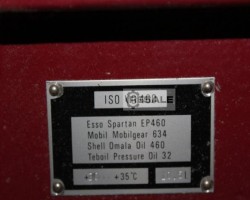 ISO
Esso Spartan EP460
Mobil Mobilgear 634
Shell Omala Oil 460
Teboil Pressure Oil 32
+35°C